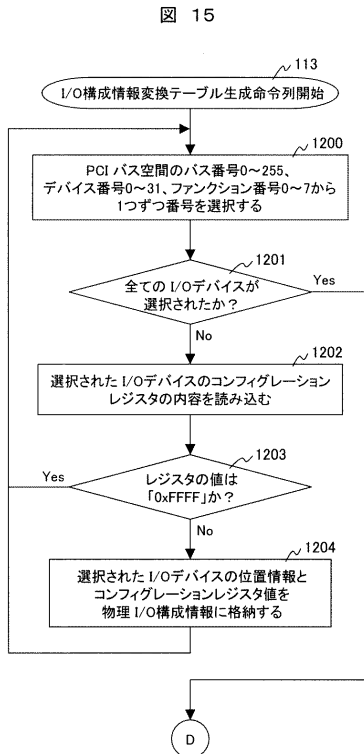 図 15
113
I/O構成情報変換テーブル生成命令列開始
1200
PCI バス空間のバス番号0～255、
デバイス番号0～31、ファンクション番号0～7から
1つずつ番号を選択する
1201
全ての I/Oデバイスが
選択されたか？
Yes
No
1202
選択された I/Oデバイスのコンフィグレーション
レジスタの内容を読み込む
1203
Yes
レジスタの値は
「0xFFFF」か？
No
1204
選択された I/Oデバイスの位置情報と
コンフィグレーションレジスタ値を
物理 I/O構成情報に格納する
D